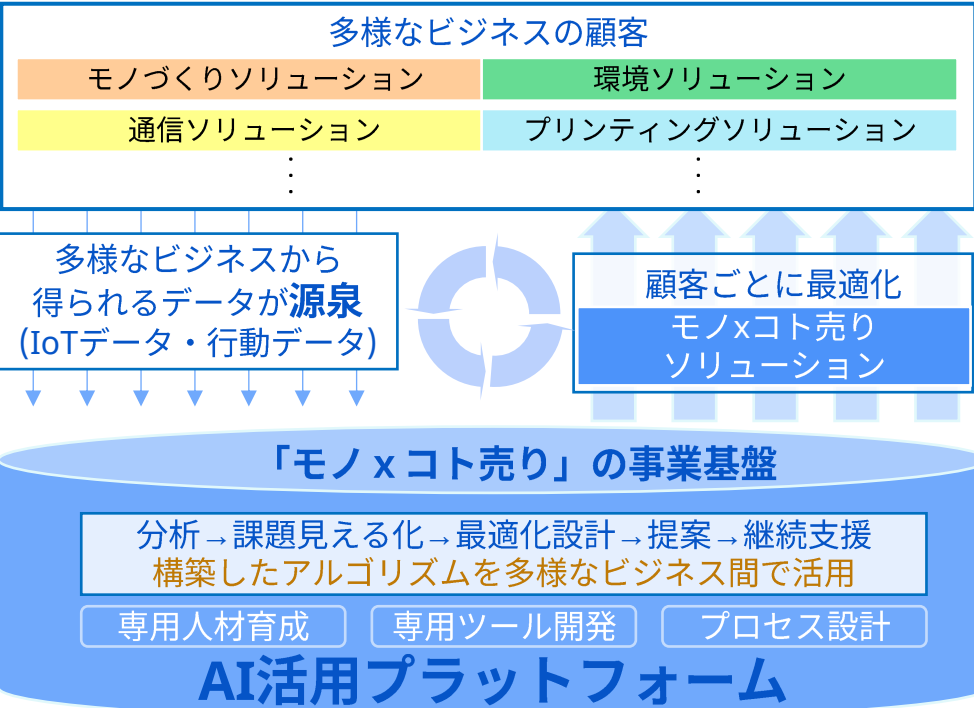 多様なビジネスの顧客
モノづくりソリューション
環境ソリューション
通信ソリューション
プリンティングソリューション
⋮
⋮
多様なビジネスから
得られるデータが源泉
(IoTデータ・行動データ)
顧客ごとに最適化
モノxコト売り
ソリューション
「モノ x コト売り」の事業基盤
分析→課題見える化→最適化設計→提案→継続支援
構築したアルゴリズムを多様なビジネス間で活用
専用人材育成
専用ツール開発
プロセス設計
AI活用プラットフォーム